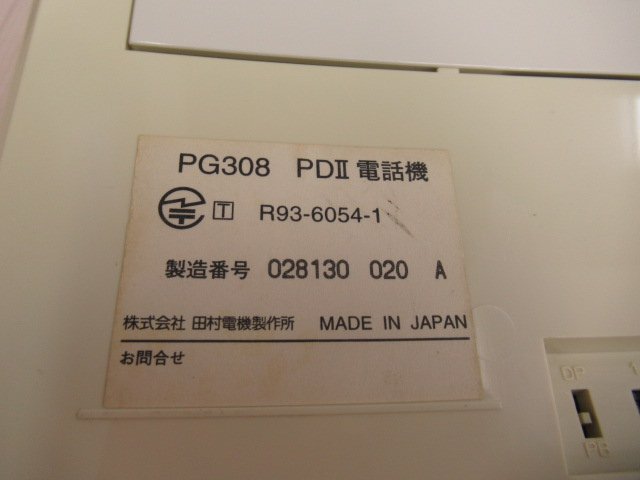 PG308 PDⅡ 電話機
T R93-6054-1
製造番号 028130 020 A
株式会社 田村電機製作所 MADE IN JAPAN
お問合せ
DP 1
PB